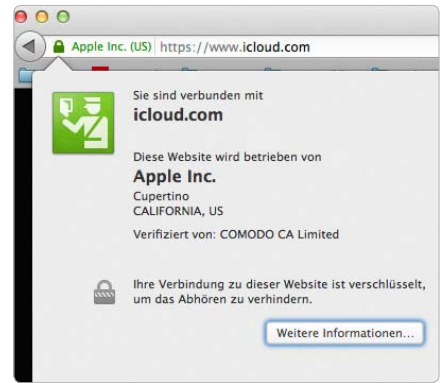 Apple Inc. (US) https://www.icloud.com
Sie sind verbunden mit
icloud.com
Diese Website wird betrieben von
Apple Inc.
Cupertino
CALIFORNIA, US
Verifiziert von: COMODO CA Limited
Ihre Verbindung zu dieser Website ist verschlüsselt,
um das Abhören zu verhindern.
Weitere Informationen...